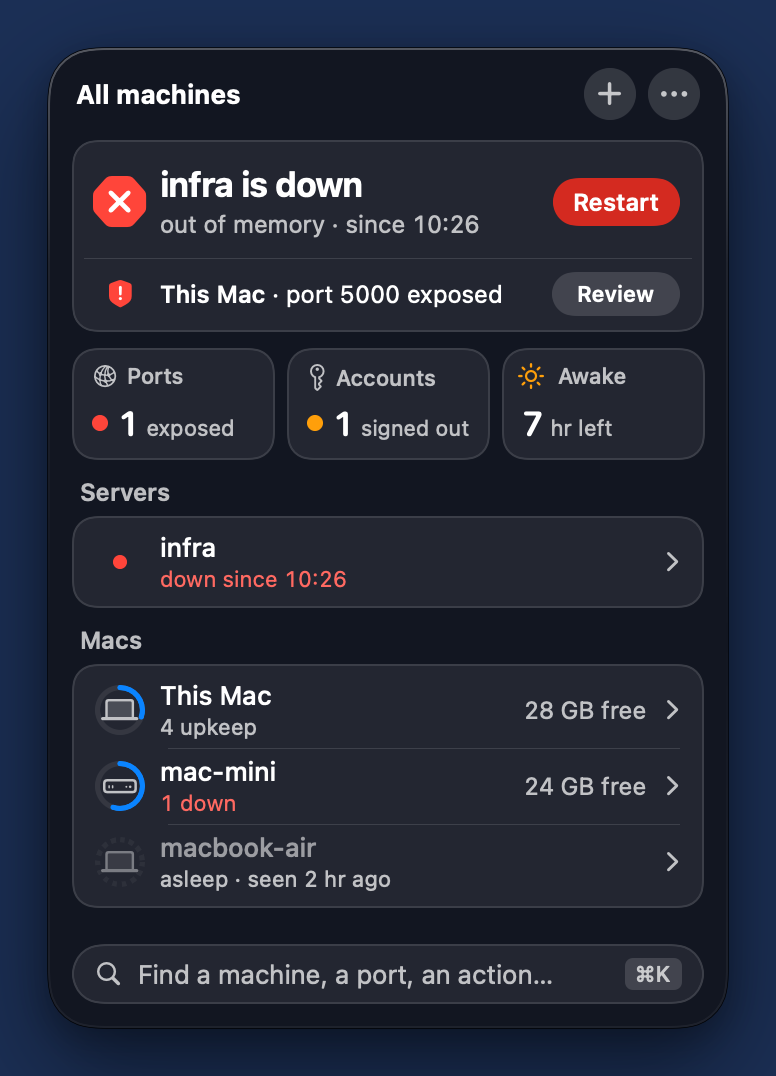 All machines
infra is down
out of memory · since 10:26
Restart
This Mac · port 5000 exposed
Review
Ports
1 exposed
Accounts
1 signed out
Awake
7 hr left
Servers
infra
down since 10:26
Macs
This Mac
4 upkeep
28 GB free
mac-mini
1 down
24 GB free
macbook-air
asleep · seen 2 hr ago
Find a machine, a port, an action...
⌘K